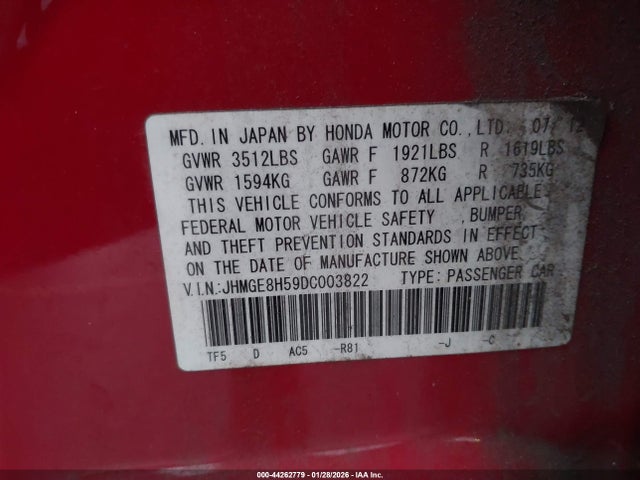 MFD. IN JAPAN BY HONDA MOTOR CO., LTD. 07/12
GVWR 3512LBS GAWR F 1921LBS R 1619LBS
GVWR 1594KG GAWR F 872KG R 735KG
THIS VEHICLE CONFORMS TO ALL APPLICABLE
FEDERAL MOTOR VEHICLE SAFETY ,BUMPER,
AND THEFT PREVENTION STANDARDS IN EFFECT
ON THE DATE OF MANUFACTURE SHOWN ABOVE.
V.I.N.:JHMGE8H59DC003822 TYPE: PASSENGER CAR
TF5 D AC5 -R81 -J -C
000-44262779 - 01/28/2026 - IAA Inc.